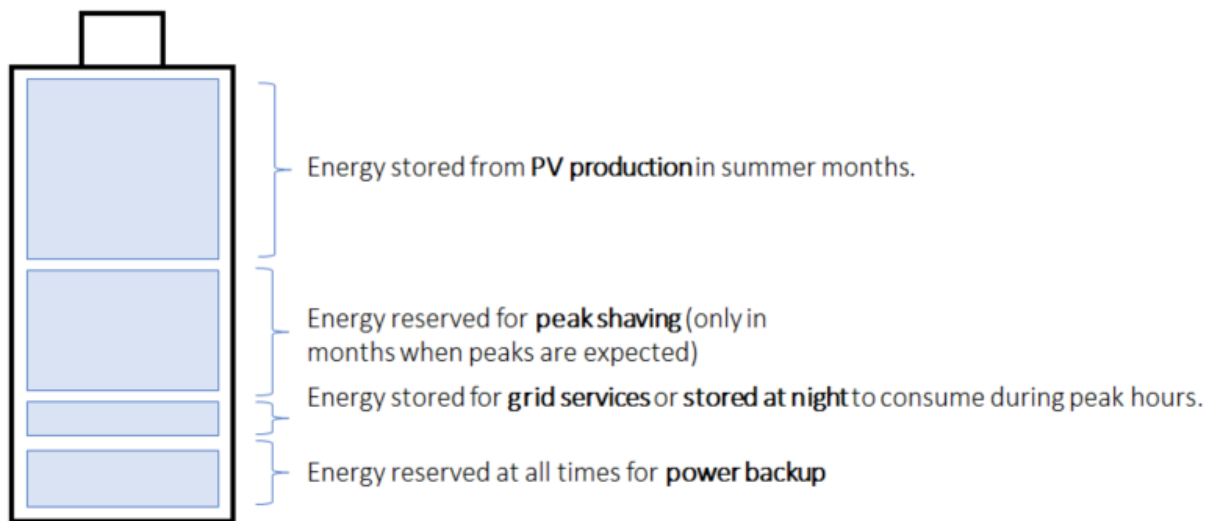 Energy stored from PV production in summer months.
Energy reserved for peak shaving (only in
months when peaks are expected)
Energy stored for grid services or stored at night to consume during peak hours.
Energy reserved at all times for power backup